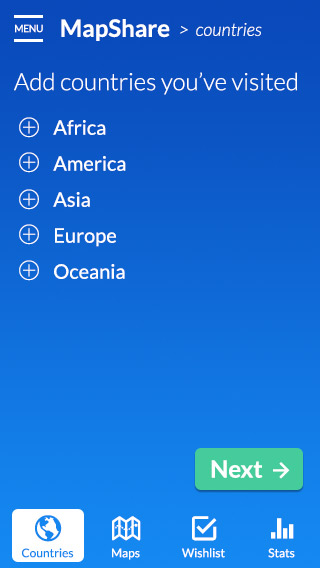 MENU MapShare > countries
Add countries you’ve visited
Africa
America
Asia
Europe
Oceania
Next →
Countries Maps Wishlist Stats